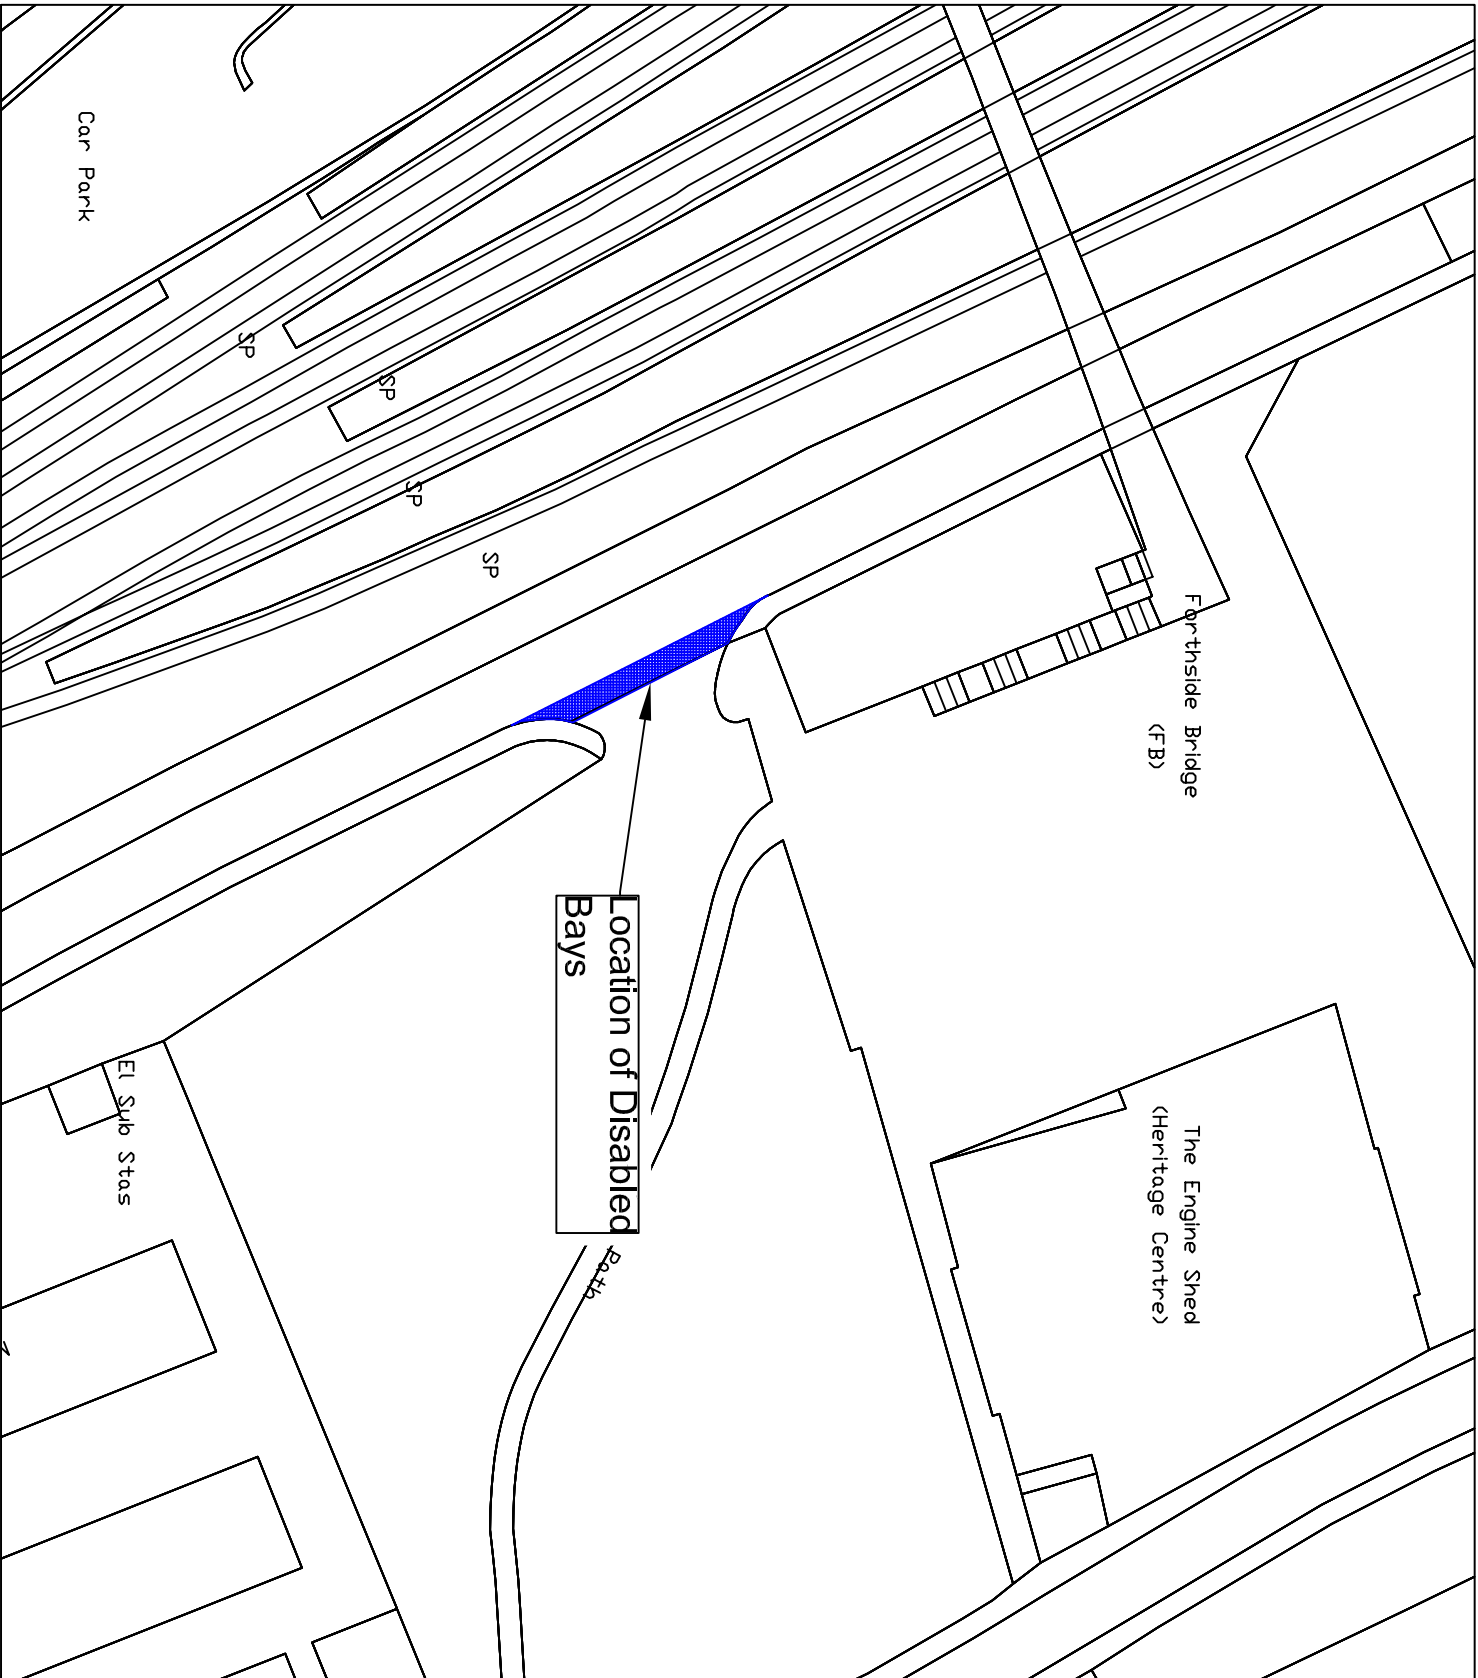 Car Park
SP
SP
SP
SP
Forthside Bridge
(FB)
Location of Disabled
Bays
The Engine Shed
(Heritage Centre)
El Sub Stas
Path